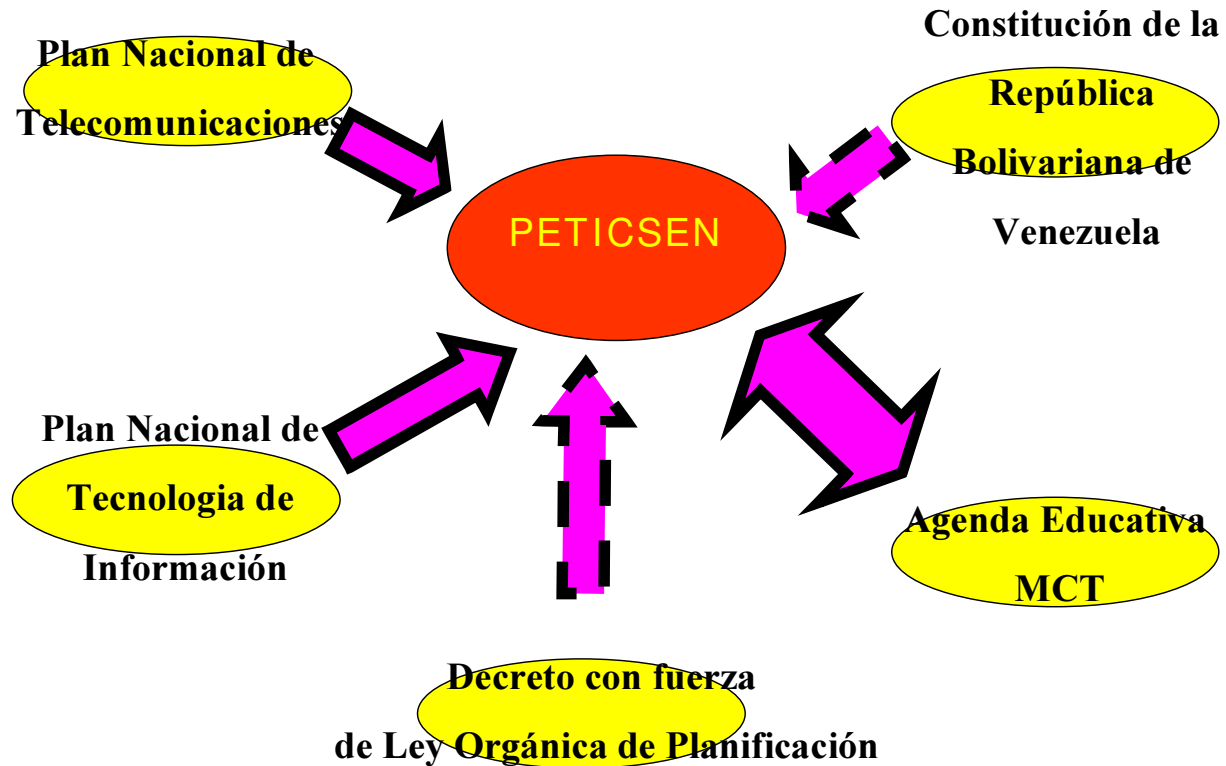 Plan Nacional de
Telecomunicaciones
Constitución de la
República
Bolivariana de
Venezuela
PETICSEN
Plan Nacional de
Tecnologia de
Información
Agenda Educativa
MCT
Decreto con fuerza
de Ley Orgánica de Planificación